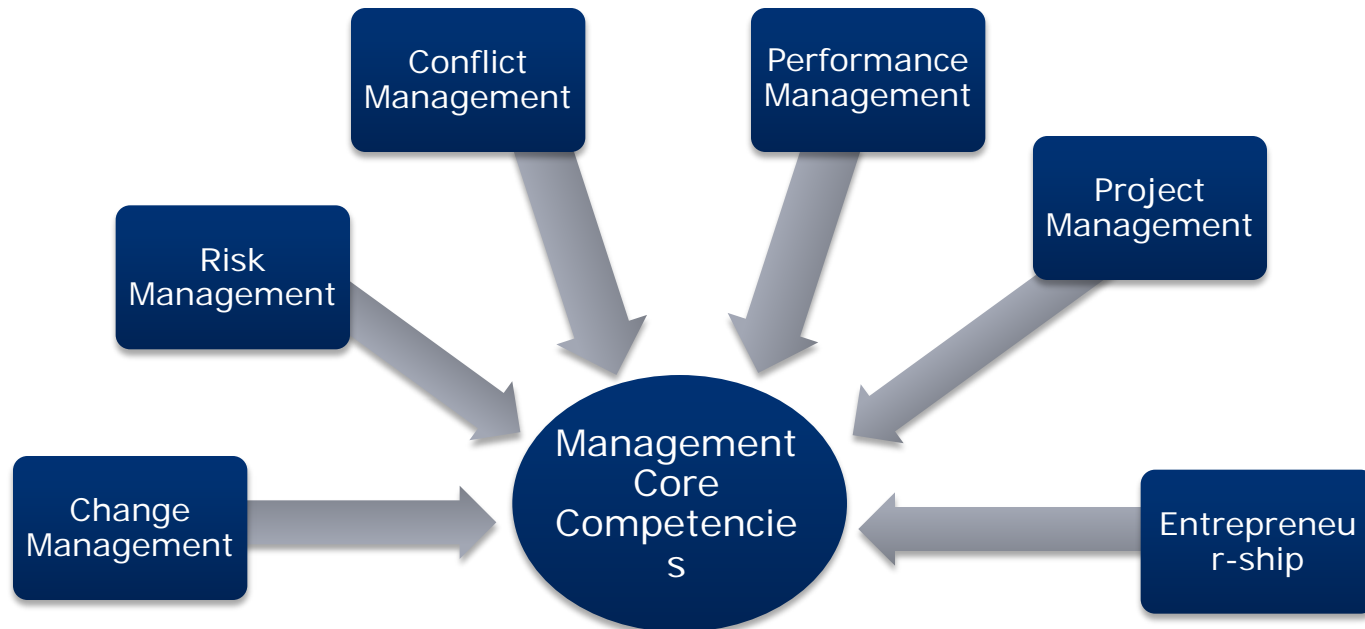 Conflict
Management
Performance
Management
Project
Management
Risk
Management
Management
Core
Competencie
s
Change
Management
Entrepreneu
r-ship